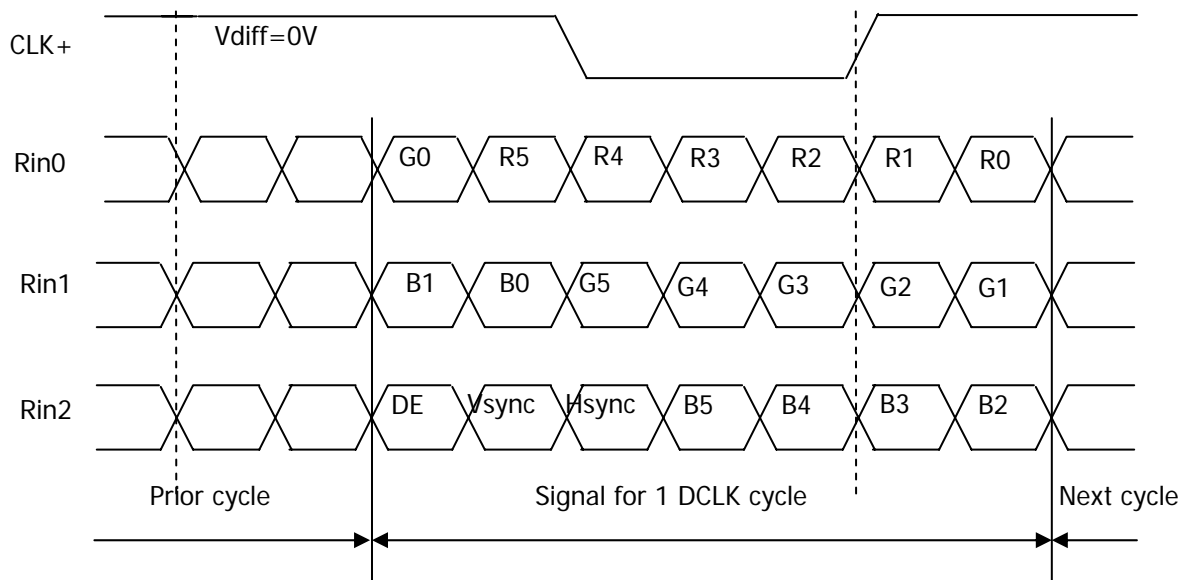 CLK+
Vdiff=0V
Rin0
G0 R5 R4 R3 R2 R1 R0
Rin1
B1 B0 G5 G4 G3 G2 G1
Rin2
DE Vsync Hsync B5 B4 B3 B2
Prior cycle
Signal for 1 DCLK cycle
Next cycle